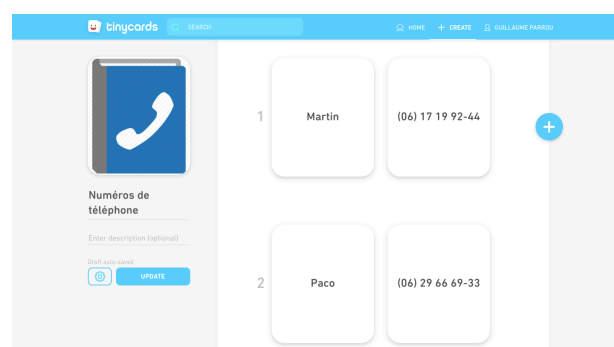 tinycards
SEARCH
HOME
CREATE
GUILLAUME PARROU
Numéros de
téléphone
Enter description (optional)
Draft auto-saved
UPDATE
1
Martin
(06) 17 19 92-44
2
Paco
(06) 29 66 69-33